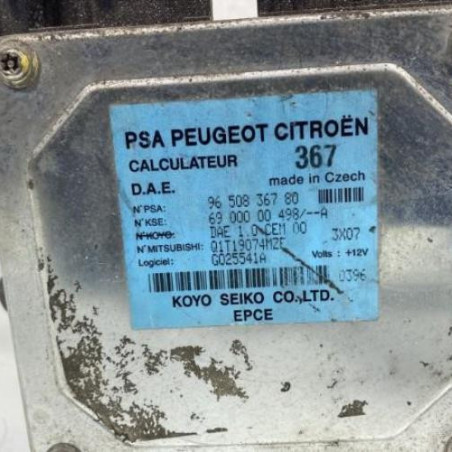 PSA PEUGEOT CITROËN
CALCULATEUR 367
D.A.E. made in Czech
N°PSA: 96 508 367 80
N°KSE: 69 000 00 498/--A
N°KOYO: DAE 1.0 CEM 00 3X07
N°MITSUBISHI: Q1T19074MZE
Logiciel: G025541A Volts : +12V
0396
KOYO SEIKO CO.,LTD.
EPCE